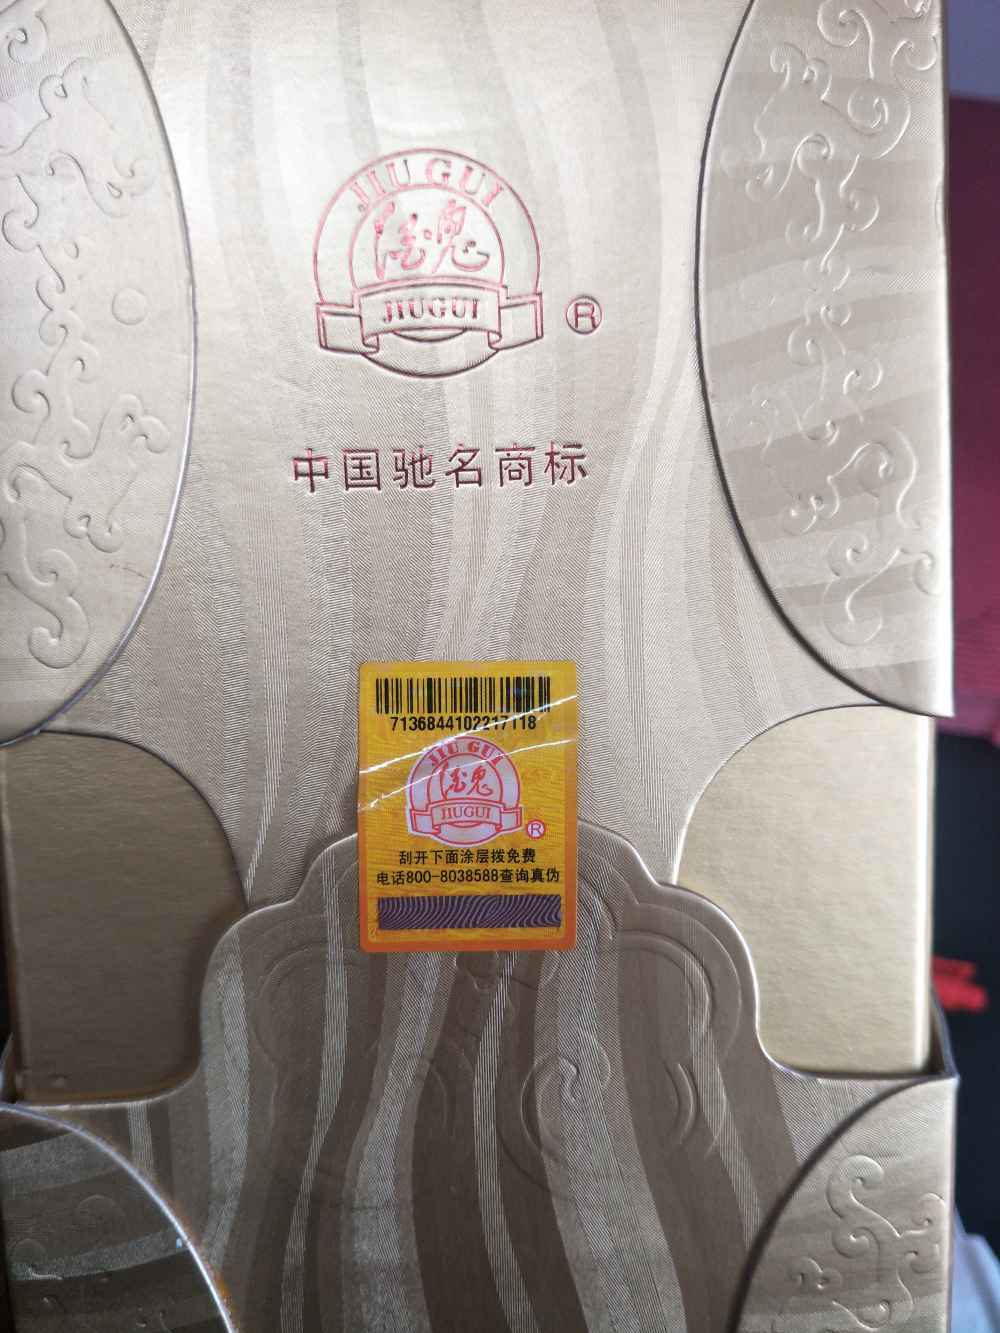 JIU GUI
酒鬼
JIUGUI
®
中国驰名商标
7136844102217118
JIU GUI
酒鬼
JIUGUI
®
刮开下面涂层拨免费
电话800-8038588查询真伪